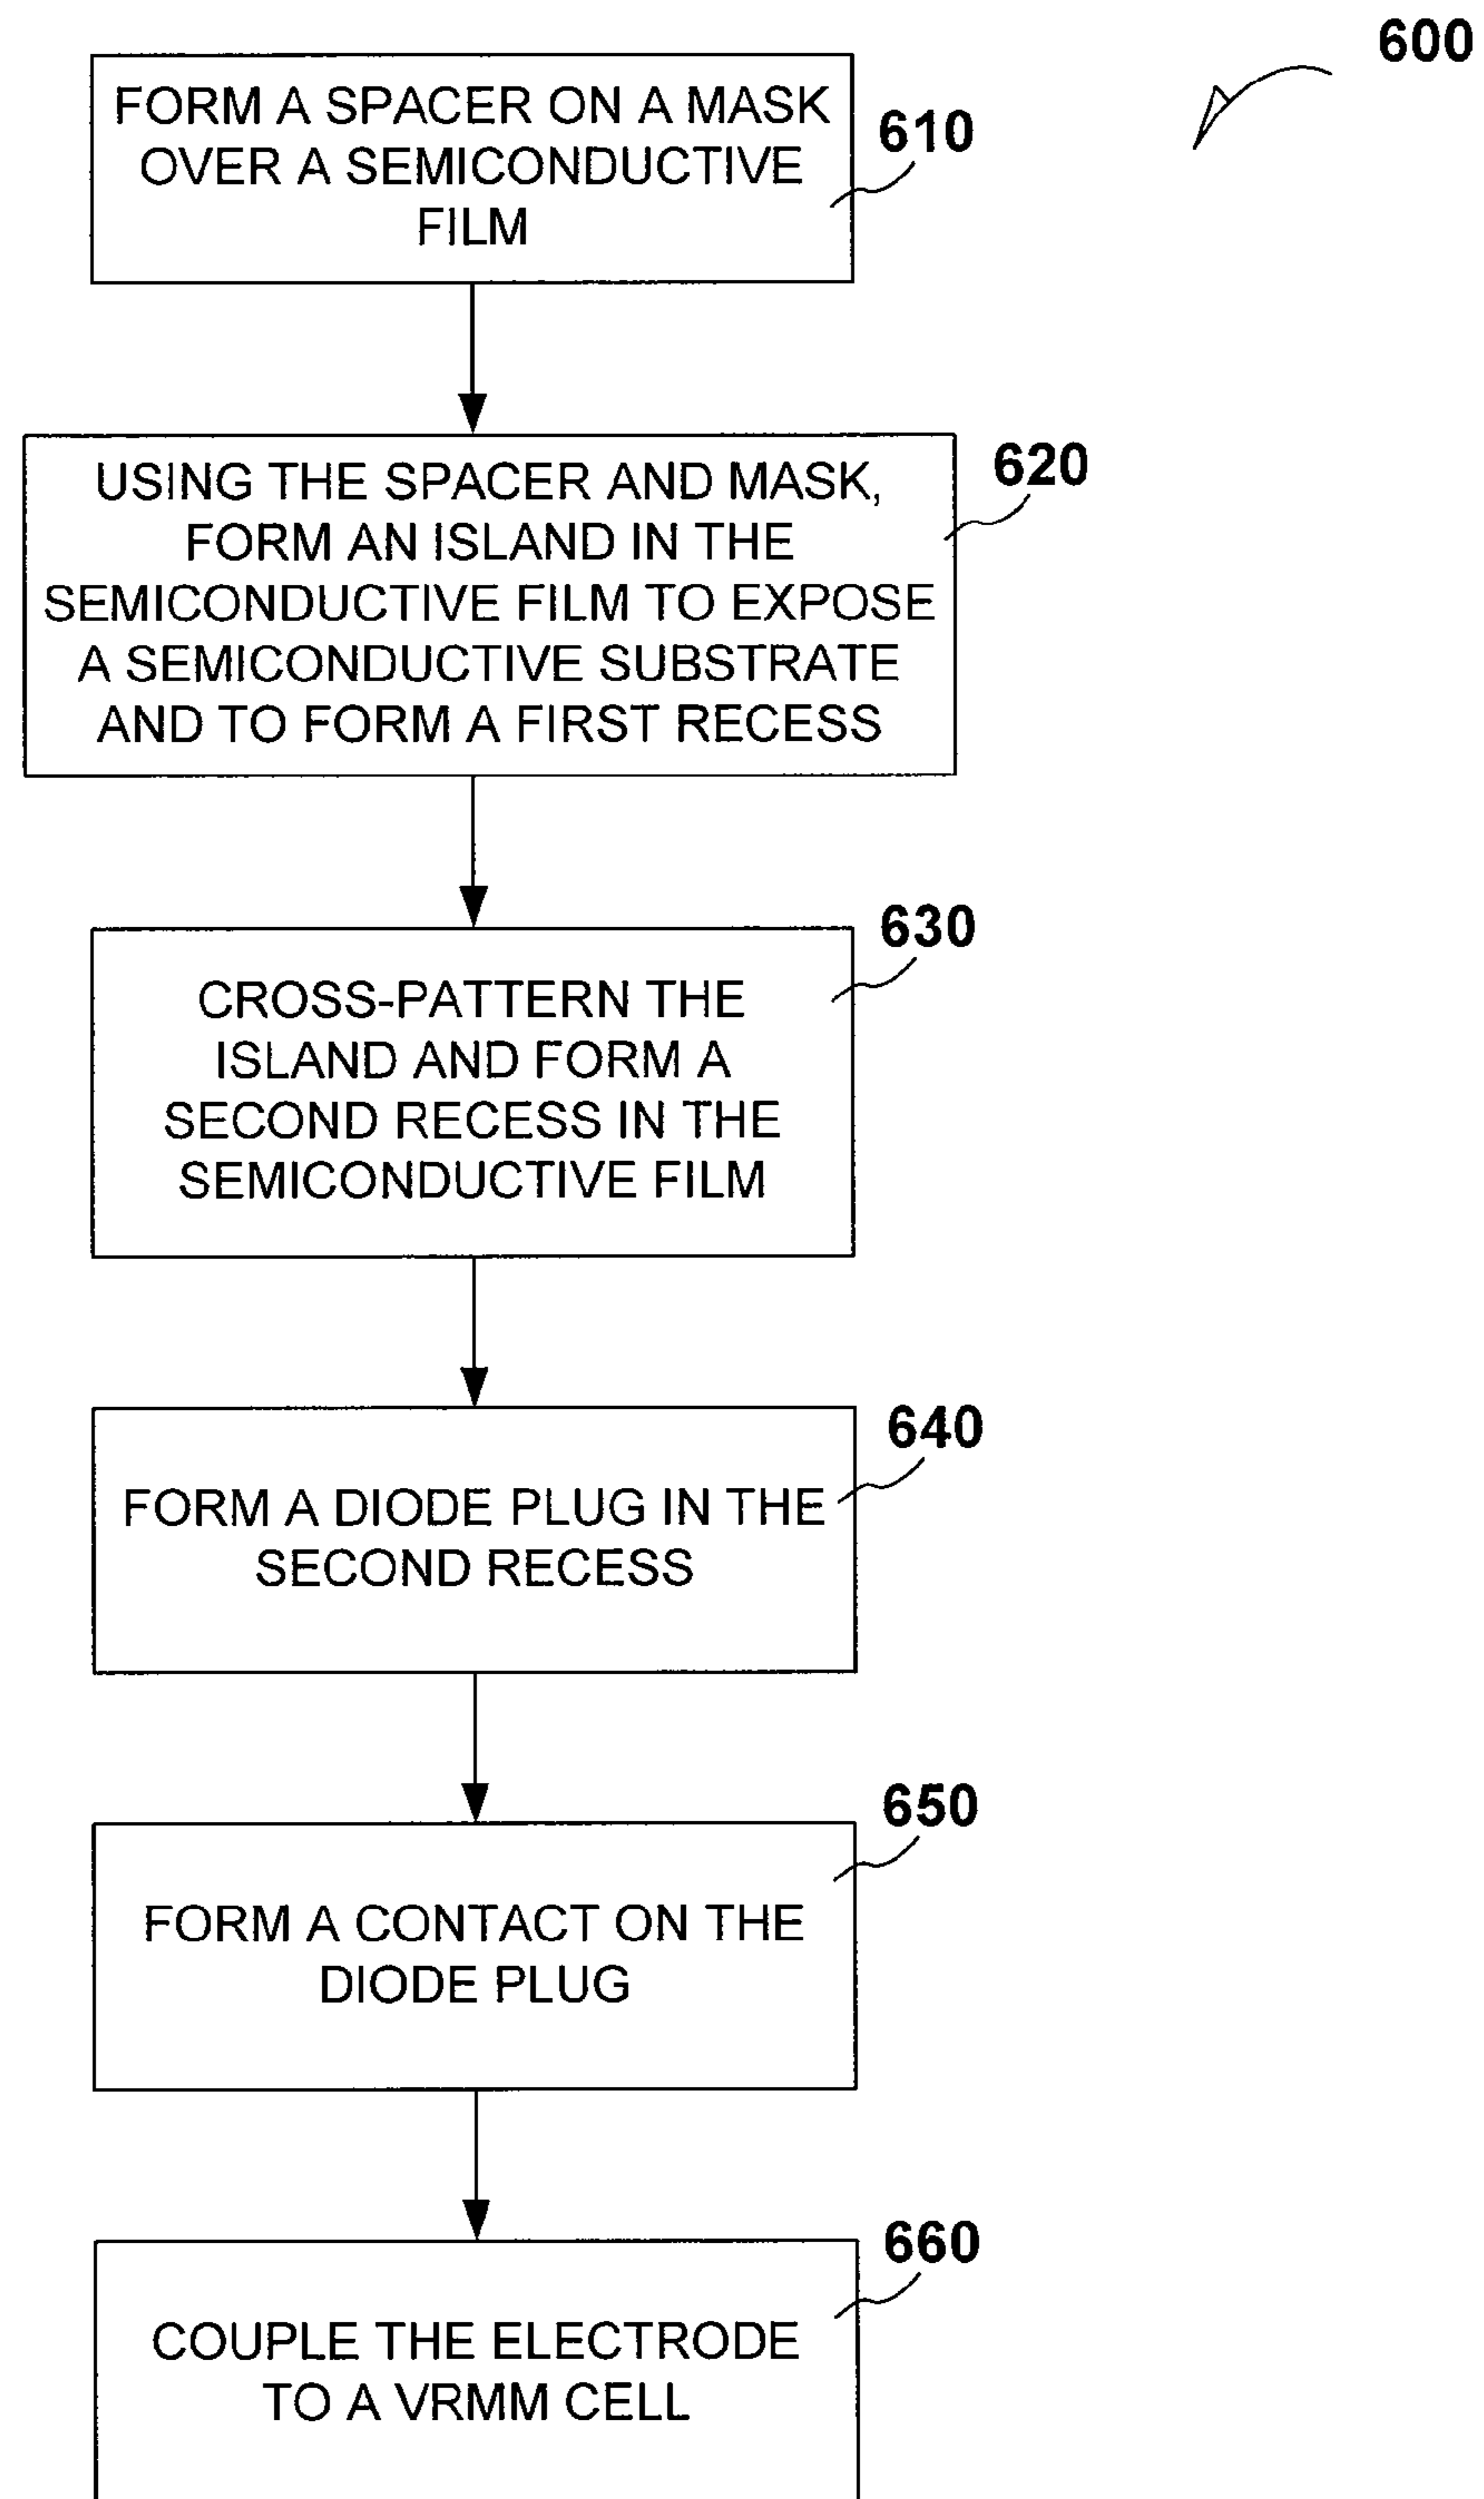 600
FORM A SPACER ON A MASK
OVER A SEMICONDUCTIVE
FILM
610
USING THE SPACER AND MASK,
FORM AN ISLAND IN THE
SEMICONDUCTIVE FILM TO EXPOSE
A SEMICONDUCTIVE SUBSTRATE
AND TO FORM A FIRST RECESS
620
CROSS-PATTERN THE
ISLAND AND FORM A
SECOND RECESS IN THE
SEMICONDUCTIVE FILM
630
FORM A DIODE PLUG IN THE
SECOND RECESS
640
FORM A CONTACT ON THE
DIODE PLUG
650
COUPLE THE ELECTRODE
TO A VRMM CELL
660